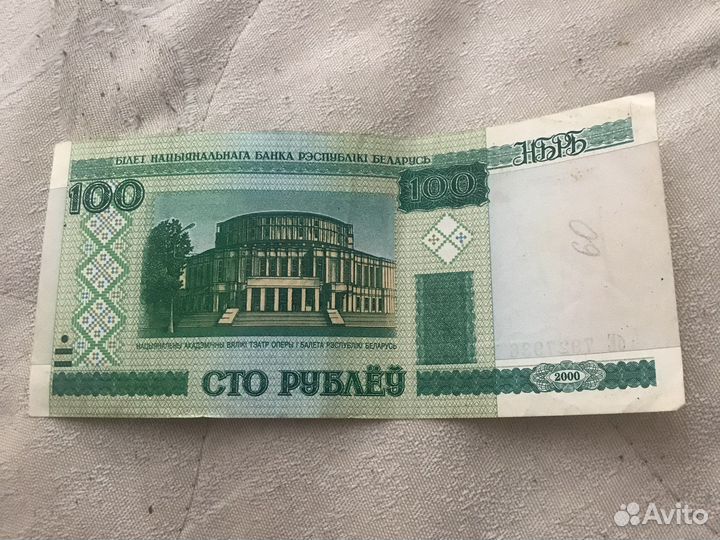 БІЛЕТ НАЦЫЯНАЛЬНАГА БАНКА РЭСПУБЛІКІ БЕЛАРУСЬ
НБРБ
100
100
60
НАЦЫЯНАЛЬНЫ АКАДЭМІЧНЫ ВЯЛІКІ ТЭАТР ОПЕРЫ І БАЛЕТА РЭСПУБЛІКІ БЕЛАРУСЬ
СТО РУБЛЁЎ
2000
Avito